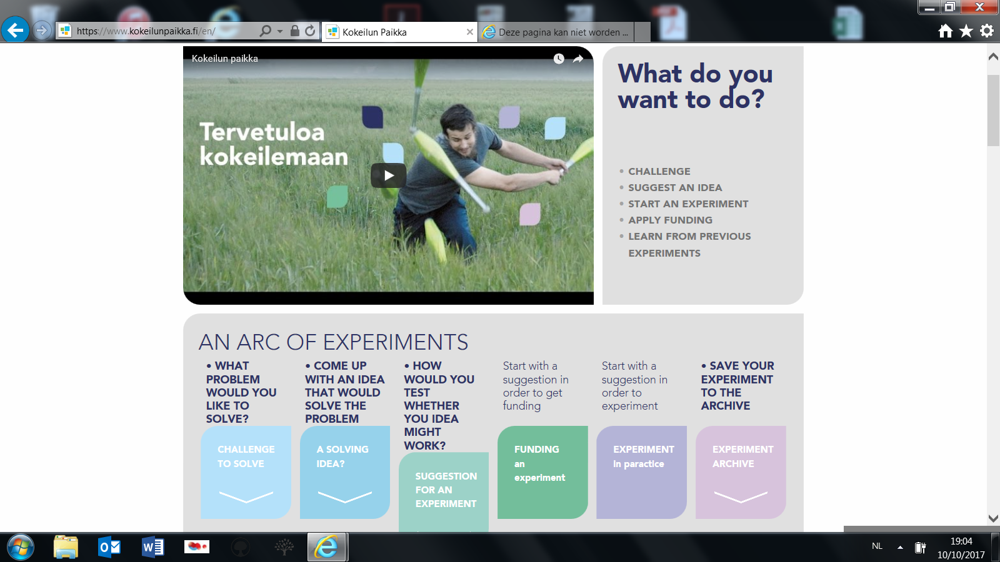 https://www.kokeilunpaikka.fi/en/
Kokeilun Paikka
Deze pagina kan niet worden ...
Kokeilun paikka
Tervetuloa
kokeilemaan
What do you
want to do?
• CHALLENGE
• SUGGEST AN IDEA
• START AN EXPERIMENT
• APPLY FUNDING
• LEARN FROM PREVIOUS
EXPERIMENTS
AN ARC OF EXPERIMENTS
• WHAT
PROBLEM
WOULD YOU
LIKE TO
SOLVE?
CHALLENGE
TO SOLVE
• COME UP
WITH AN IDEA
THAT WOULD
SOLVE THE
PROBLEM
A SOLVING
IDEA?
• HOW
WOULD YOU
TEST
WHETHER
YOU IDEA
MIGHT
WORK?
SUGGESTION
FOR AN
EXPERIMENT
Start with a
suggestion in
order to get
funding
FUNDING
an
experiment
Start with a
suggestion in
order to
experiment
EXPERIMENT
In paractice
• SAVE YOUR
EXPERIMENT
TO THE
ARCHIVE
EXPERIMENT
ARCHIVE
NL
19:04
10/10/2017